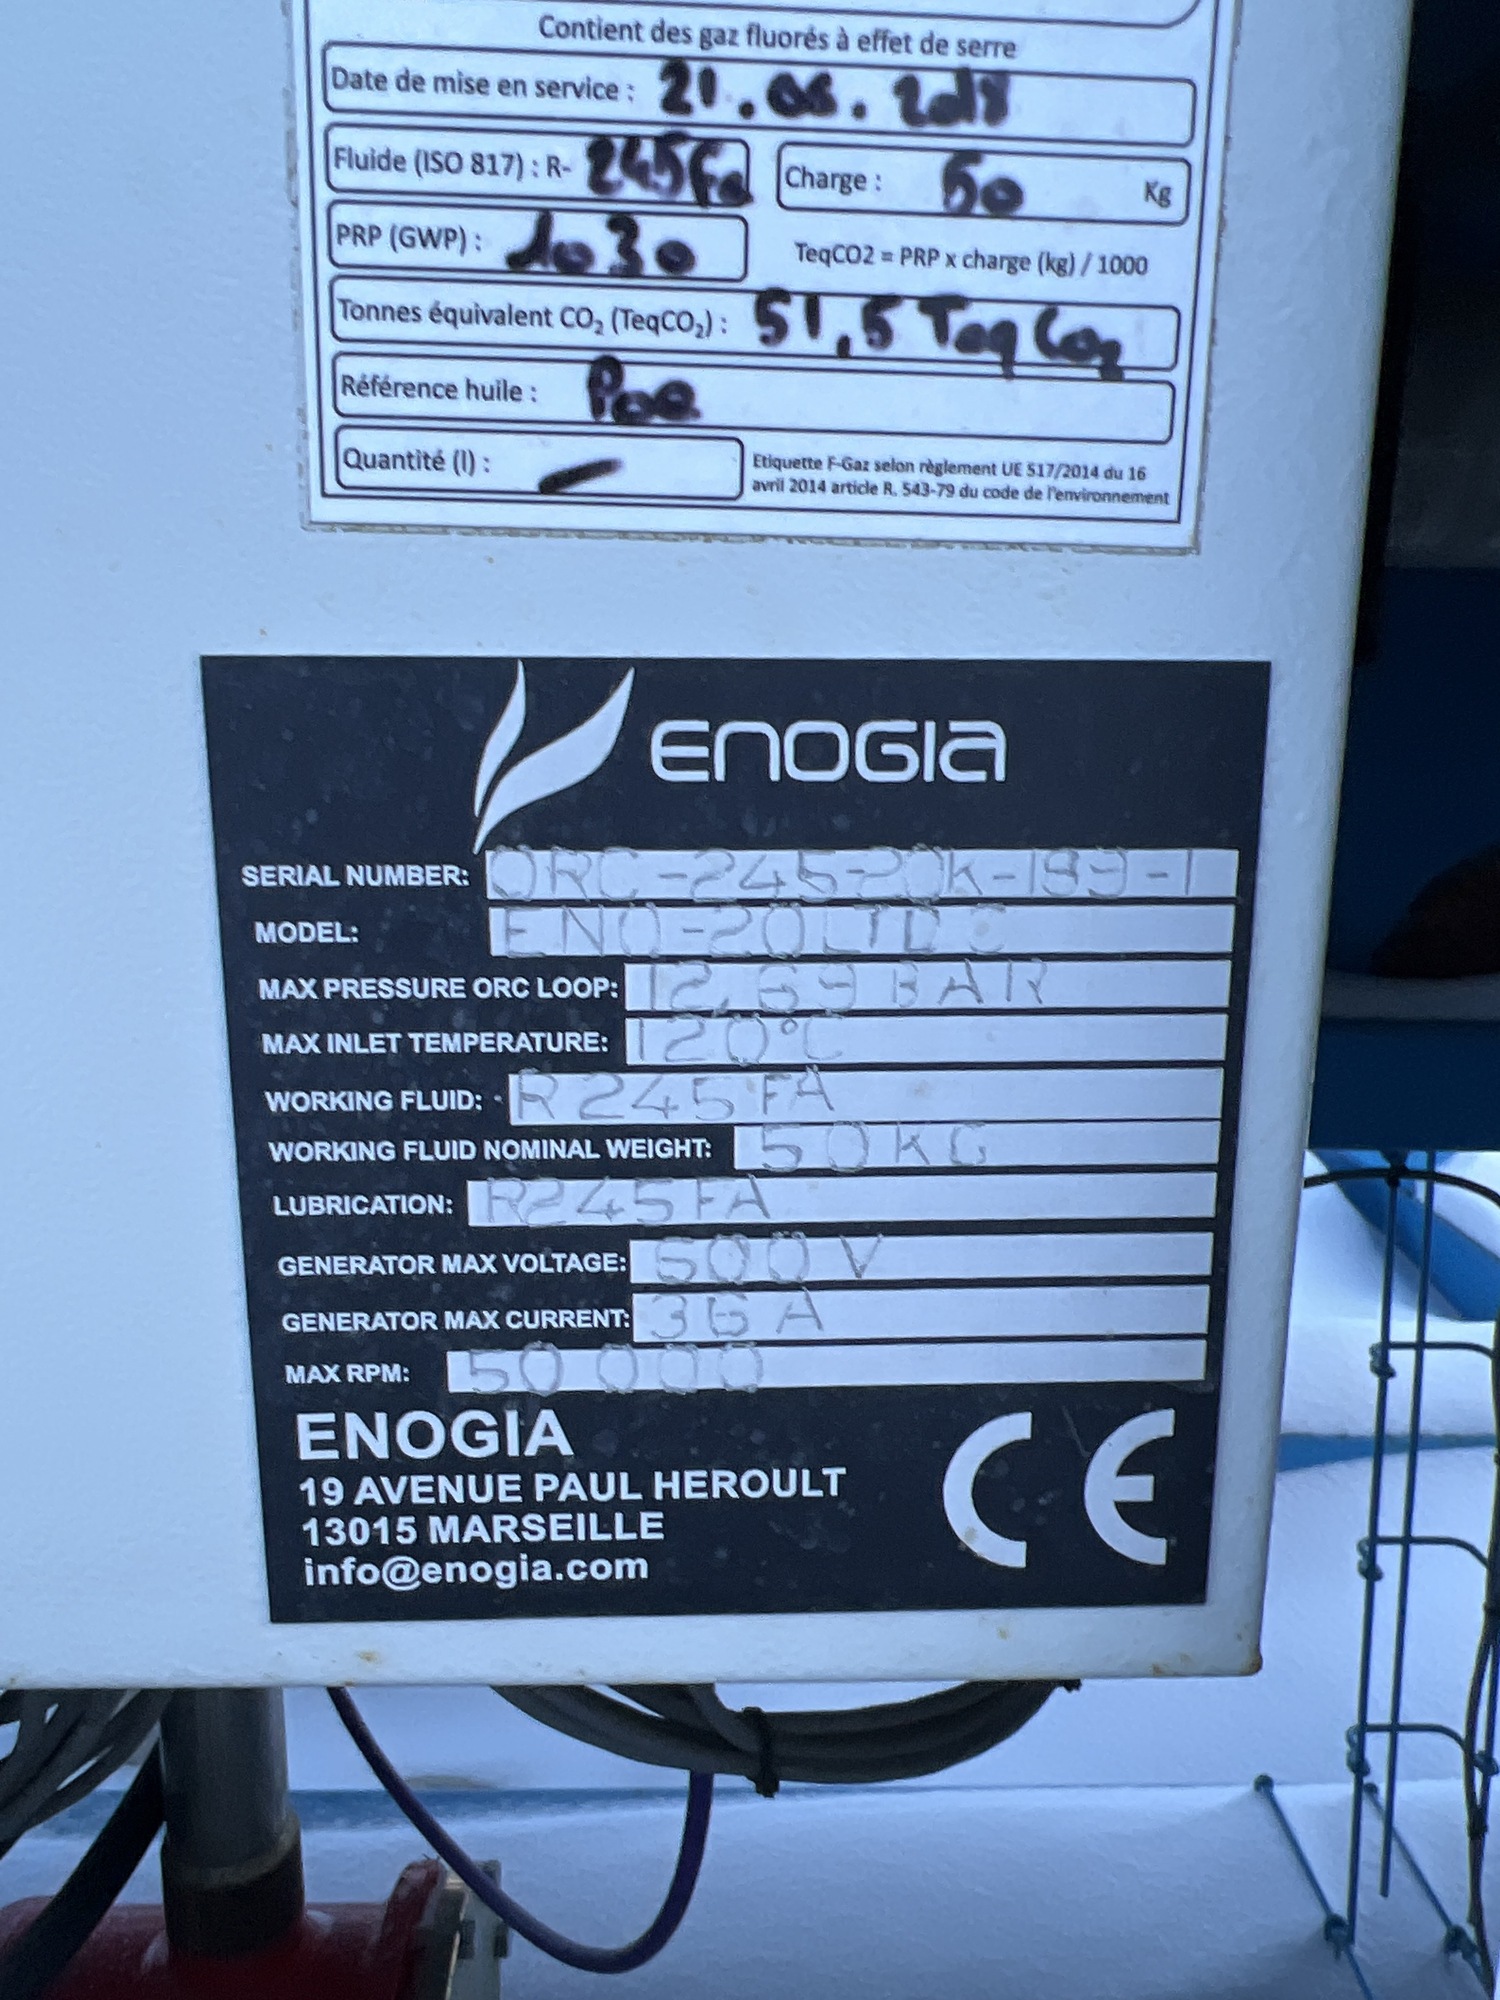 Contient des gaz fluorés à effet de serre
Date de mise en service : 21.06.2018
Fluide (ISO 817) : R- 245Fa Charge : 50 Kg
PRP (GWP) : 1030 TeqCO2 = PRP x charge (kg) / 1000
Tonnes équivalent CO₂ (TeqCO₂) : 51,5 Teq CO2
Référence huile : Poe
Quantité (l) : —
Etiquette F-Gaz selon règlement UE 517/2014 du 16
avril 2014 article R. 543-79 du code de l'environnement
ENOGIA
SERIAL NUMBER: ORC-245-20K-199-1
MODEL: ENO-20LTDC
MAX PRESSURE ORC LOOP: 12,69 BAR
MAX INLET TEMPERATURE: 120°C
WORKING FLUID: R245FA
WORKING FLUID NOMINAL WEIGHT: 50KG
LUBRICATION: R245FA
GENERATOR MAX VOLTAGE: 600V
GENERATOR MAX CURRENT: 36A
MAX RPM: 50 000
ENOGIA
19 AVENUE PAUL HEROULT
13015 MARSEILLE
info@enogia.com
CE